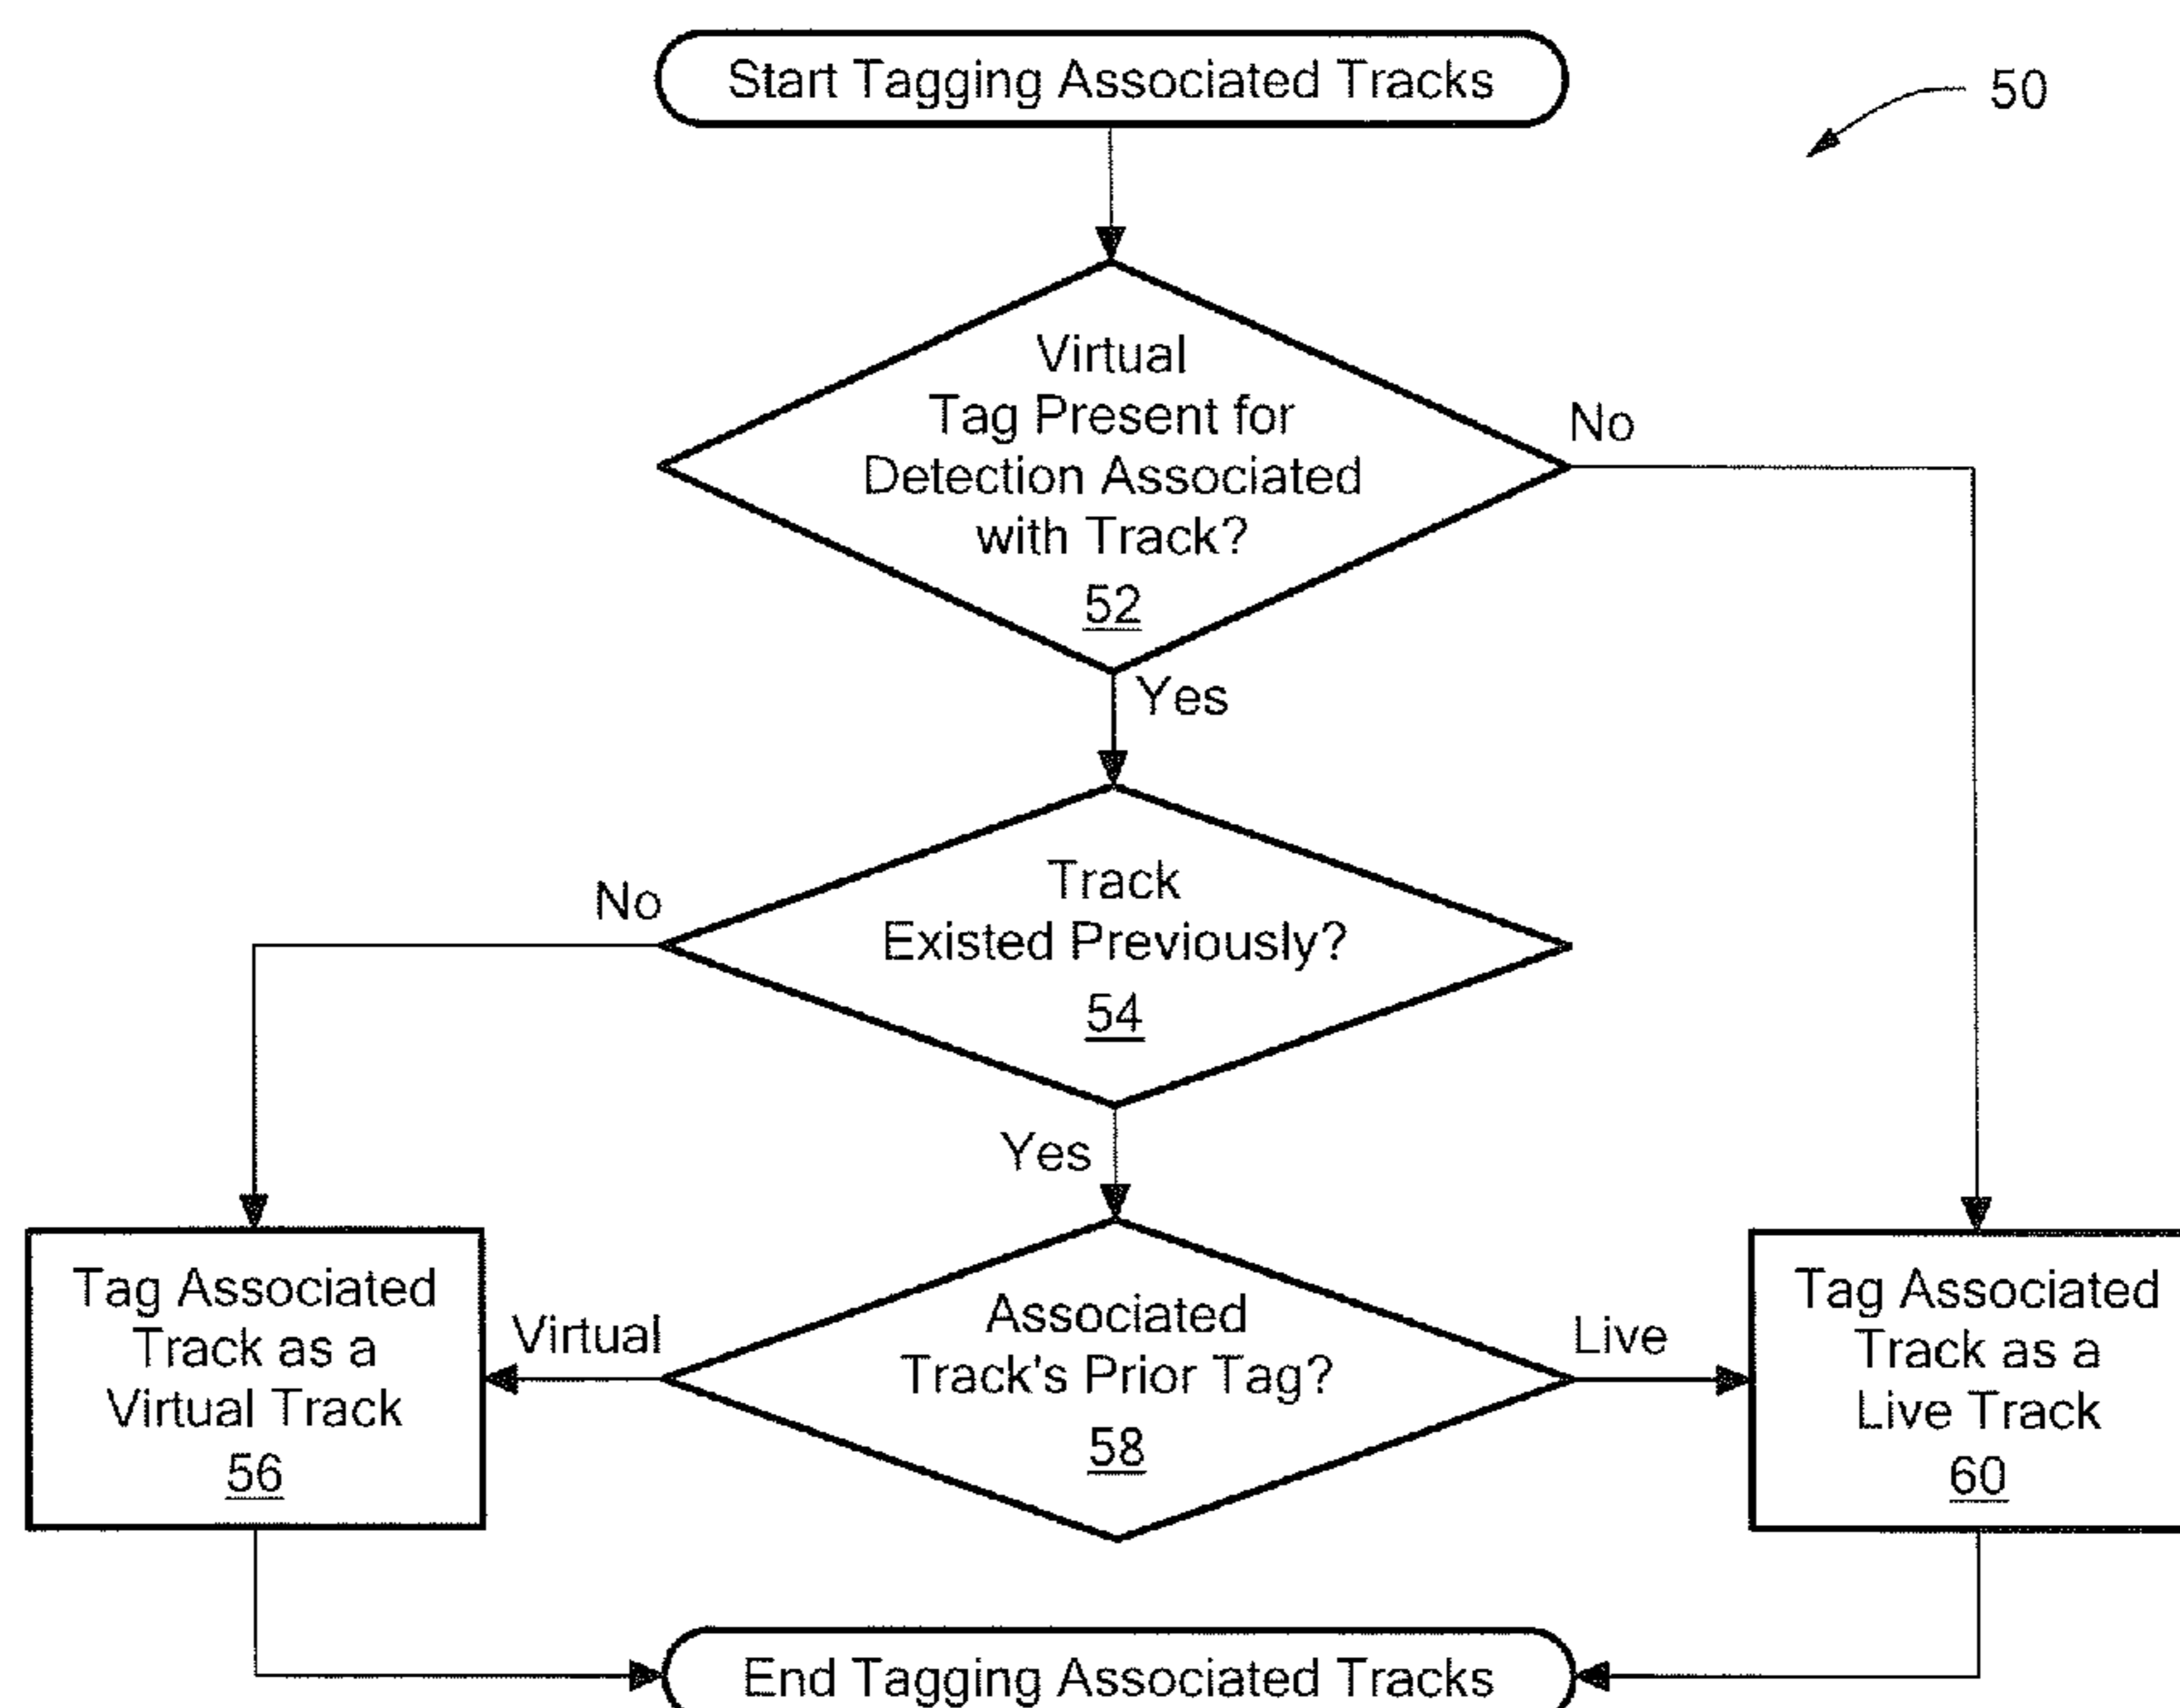 Start Tagging Associated Tracks
50
Virtual
Tag Present for
Detection Associated
with Track?
52
No
Yes
Track
Existed Previously?
54
No
Yes
Tag Associated
Track as a
Virtual Track
56
Virtual
Associated
Track's Prior Tag?
58
Live
Tag Associated
Track as a
Live Track
60
End Tagging Associated Tracks